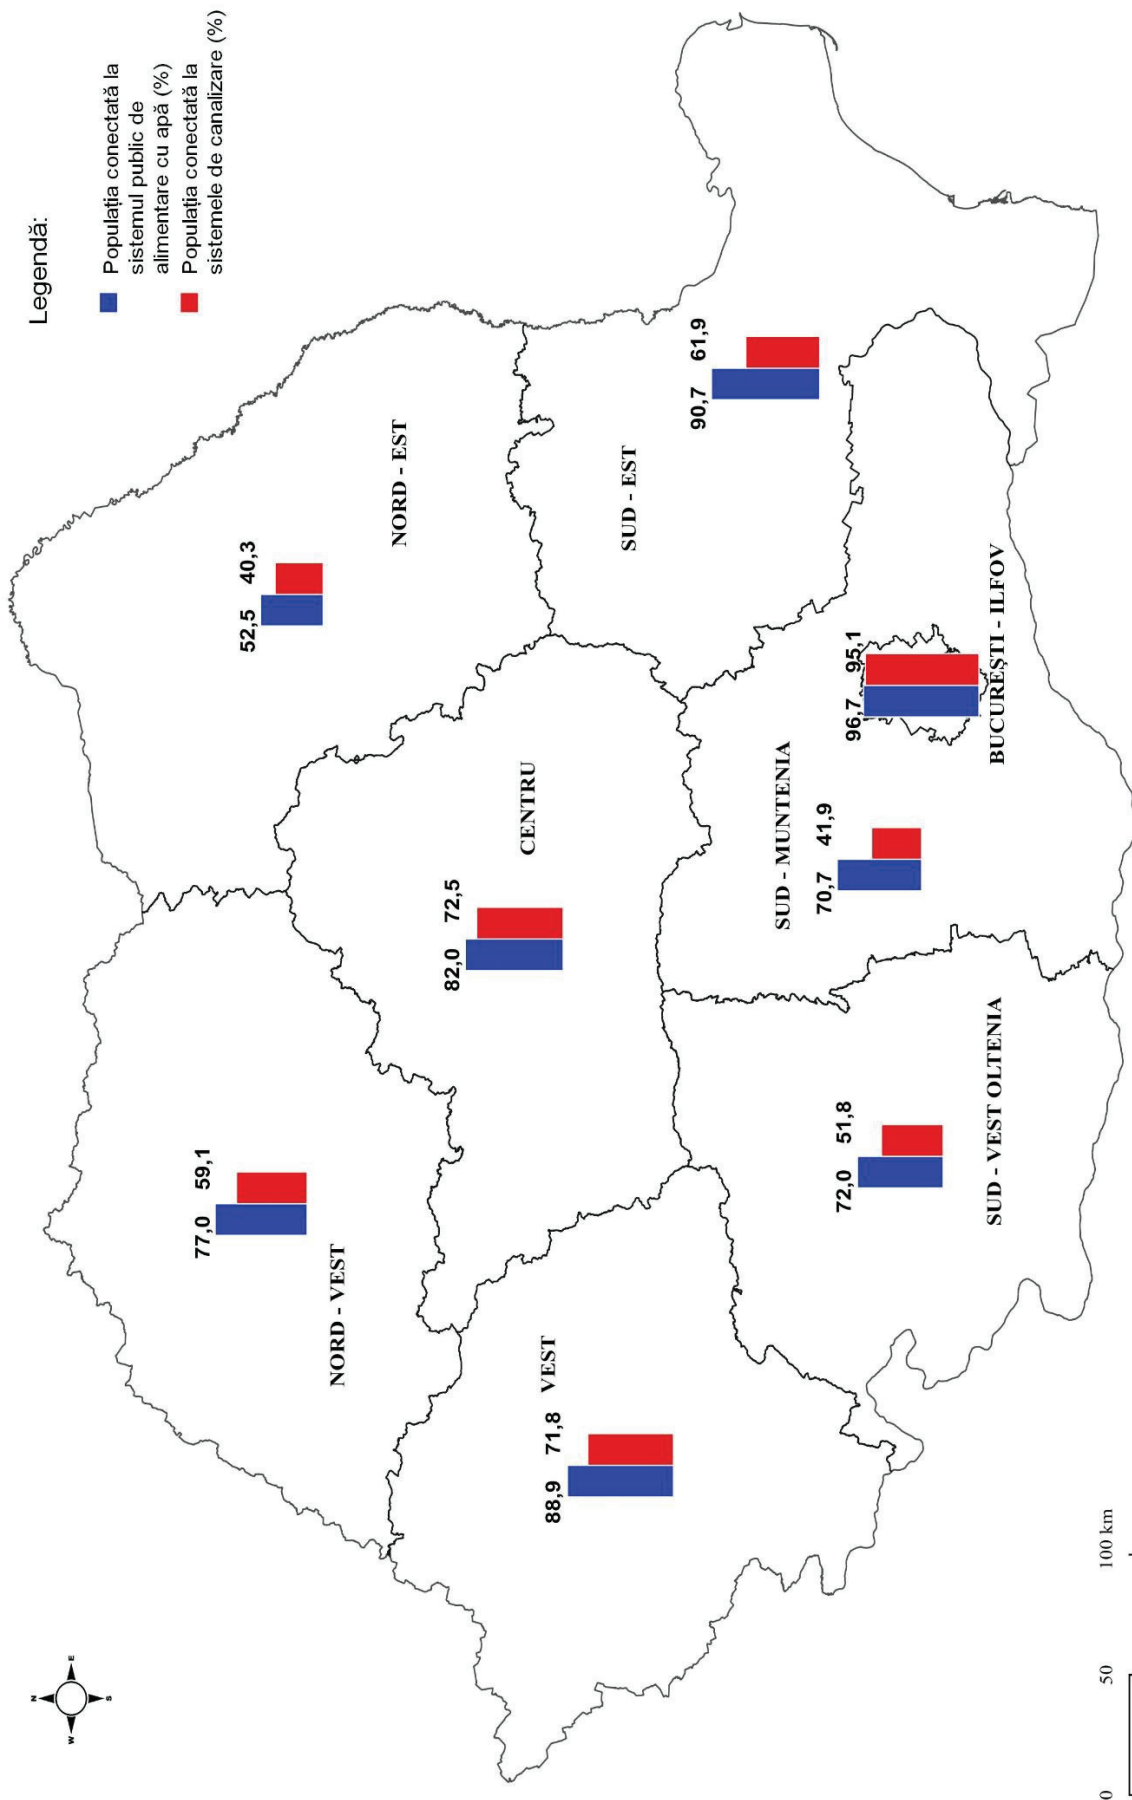 Legendă:
Populația conectată la
sistemul public de
alimentare cu apă (%)
Populația conectată la
sistemele de canalizare (%)
N
W
E
S
77,0 59,1
NORD - VEST
52,5 40,3
NORD - EST
82,0 72,5
CENTRU
88,9 71,8
VEST
90,7 61,9
SUD - EST
72,0 51,8
SUD - VEST OLTENIA
SUD - MUNTENIA
70,7 41,9
96,7 95,1
BUCUREȘTI - ILFOV
0 50 100 km